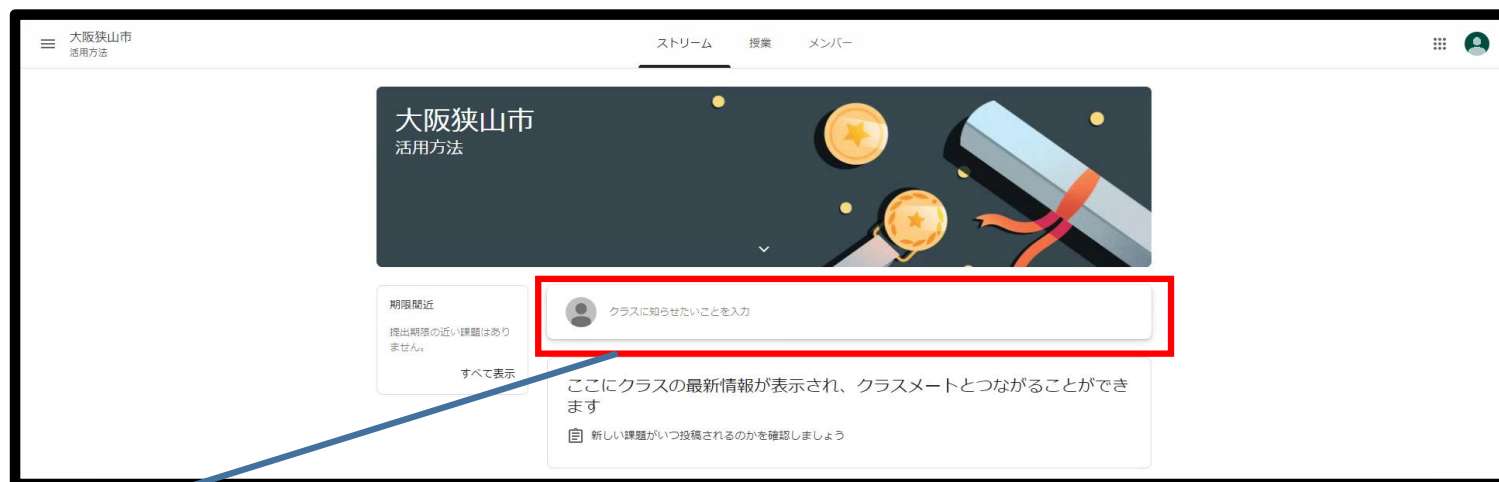 大阪狭山市
活用方法
ストリーム 授業 メンバー
大阪狭山市
活用方法
期限間近
提出期限の近い課題はあり
ません。
すべて表示
クラスに知らせたいことを入力
ここにクラスの最新情報が表示され、クラスメートとつながることができ
ます
新しい課題がいつ投稿されるのかを確認しましょう